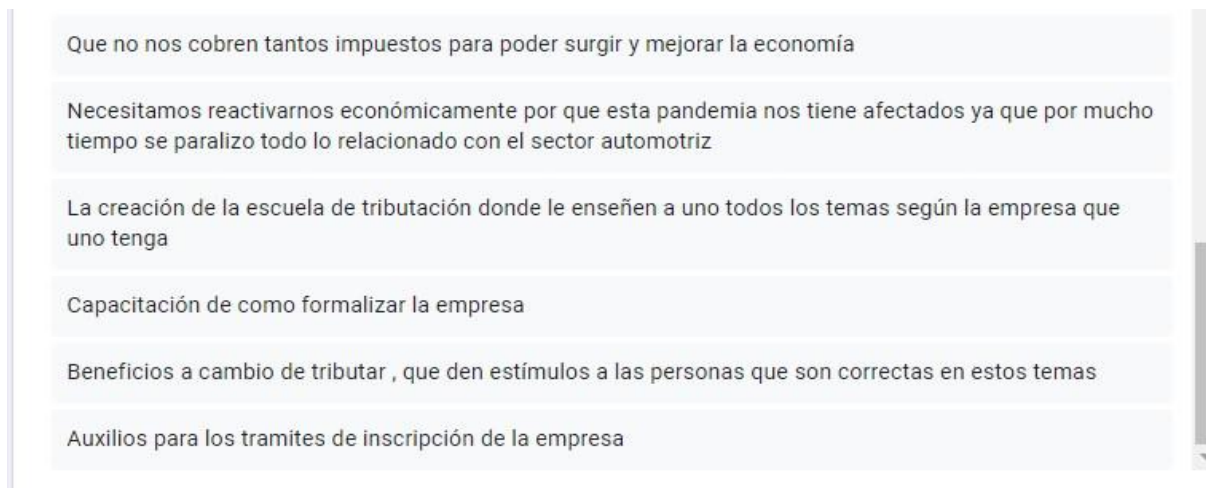 Que no nos cobren tantos impuestos para poder surgir y mejorar la economía
Necesitamos reactivarnos económicamente por que esta pandemia nos tiene afectados ya que por mucho
tiempo se paralizo todo lo relacionado con el sector automotriz
La creación de la escuela de tributación donde le enseñen a uno todos los temas según la empresa que
uno tenga
Capacitación de como formalizar la empresa
Beneficios a cambio de tributar , que den estímulos a las personas que son correctas en estos temas
Auxilios para los tramites de inscripción de la empresa